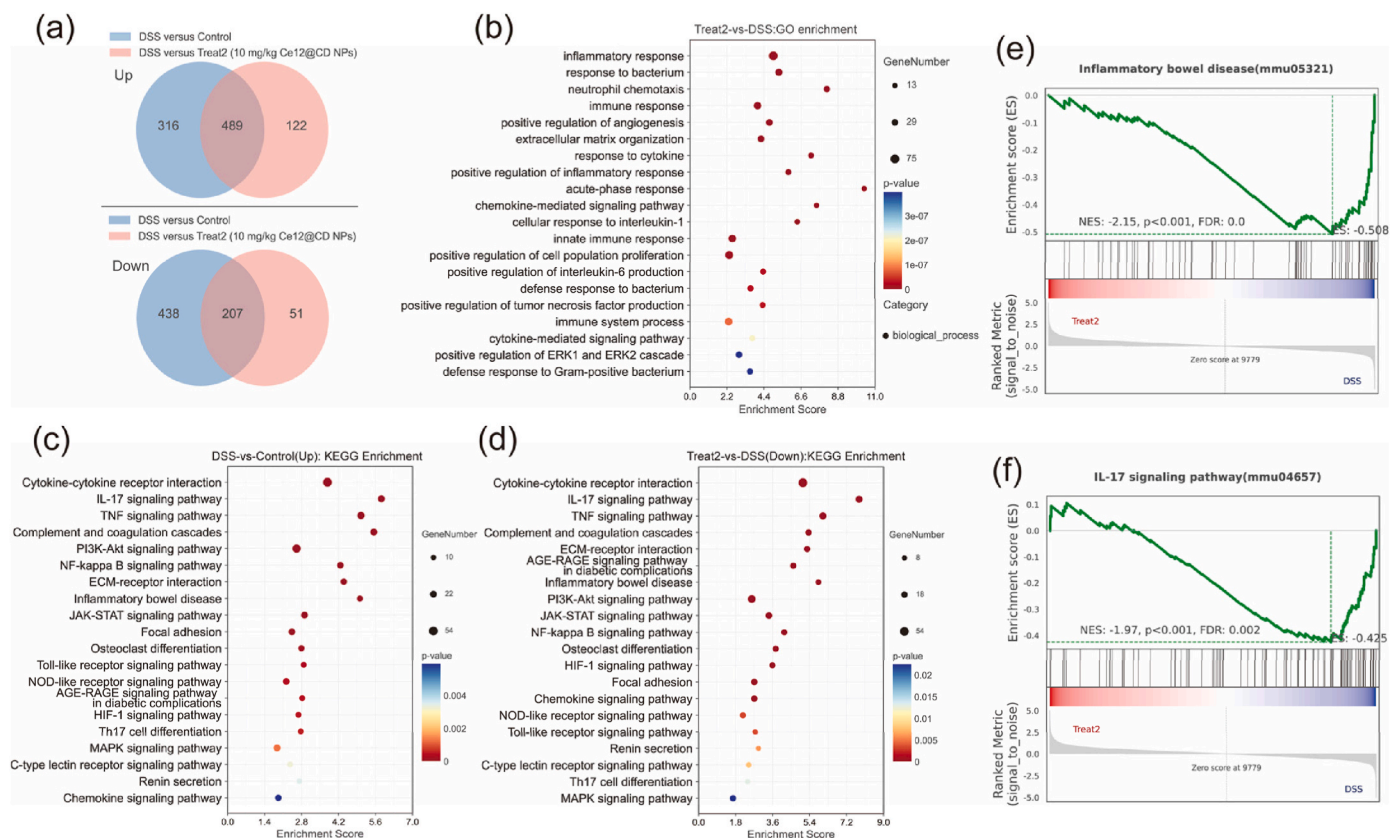 (a)
DSS versus Control
DSS versus Treat2 (10 mg/kg Ce12@CD NPs)
Up
316
489
122
DSS versus Control
DSS versus Treat2 (10 mg/kg Ce12@CD NPs)
Down
438
207
51
(b)
Treat2-vs-DSS:GO enrichment
inflammatory response
response to bacterium
neutrophil chemotaxis
immune response
positive regulation of angiogenesis
extracellular matrix organization
response to cytokine
positive regulation of inflammatory response
acute-phase response
chemokine-mediated signaling pathway
cellular response to interleukin-1
innate immune response
positive regulation of cell population proliferation
positive regulation of interleukin-6 production
defense response to bacterium
positive regulation of tumor necrosis factor production
immune system process
cytokine-mediated signaling pathway
positive regulation of ERK1 and ERK2 cascade
defense response to Gram-positive bacterium
0.0 2.2 4.4 6.6 8.8 11.0
Enrichment Score
GeneNumber
13
29
75
p-value
3e-07
2e-07
1e-07
0
Category
biological_process
(e)
Inflammatory bowel disease(mmu05321)
Enrichment score (ES)
0.0
-0.1
-0.2
-0.3
-0.4
-0.5
NES: -2.15, p<0.001, FDR: 0.0
ES: -0.508
Ranked Metric
(signal_to_noise)
5.0
2.5
0.0
-2.5
-5.0
Treat2
Zero score at 9779
DSS
(c)
DSS-vs-Control(Up): KEGG Enrichment
Cytokine-cytokine receptor interaction
IL-17 signaling pathway
TNF signaling pathway
Complement and coagulation cascades
PI3K-Akt signaling pathway
NF-kappa B signaling pathway
ECM-receptor interaction
Inflammatory bowel disease
JAK-STAT signaling pathway
Focal adhesion
Osteoclast differentiation
Toll-like receptor signaling pathway
NOD-like receptor signaling pathway
AGE-RAGE signaling pathway
in diabetic complications
HIF-1 signaling pathway
Th17 cell differentiation
MAPK signaling pathway
C-type lectin receptor signaling pathway
Renin secretion
Chemokine signaling pathway
0.0 1.4 2.8 4.2 5.6 7.0
Enrichment Score
GeneNumber
10
22
54
p-value
0.004
0.002
0
(d)
Treat2-vs-DSS(Down):KEGG Enrichment
Cytokine-cytokine receptor interaction
IL-17 signaling pathway
TNF signaling pathway
Complement and coagulation cascades
ECM-receptor interaction
AGE-RAGE signaling pathway
in diabetic complications
Inflammatory bowel disease
PI3K-Akt signaling pathway
JAK-STAT signaling pathway
NF-kappa B signaling pathway
Osteoclast differentiation
HIF-1 signaling pathway
Focal adhesion
Chemokine signaling pathway
NOD-like receptor signaling pathway
Toll-like receptor signaling pathway
Renin secretion
C-type lectin receptor signaling pathway
Th17 cell differentiation
MAPK signaling pathway
0.0 1.8 3.6 5.4 7.2 9.0
Enrichment Score
GeneNumber
8
18
54
p-value
0.02
0.015
0.01
0.005
0
(f)
IL-17 signaling pathway(mmu04657)
Enrichment score (ES)
0.1
0.0
-0.1
-0.2
-0.3
-0.4
NES: -1.97, p<0.001, FDR: 0.002
ES: -0.425
Ranked Metric
(signal_to_noise)
5.0
2.5
0.0
-2.5
-5.0
Treat2
Zero score at 9779
DSS